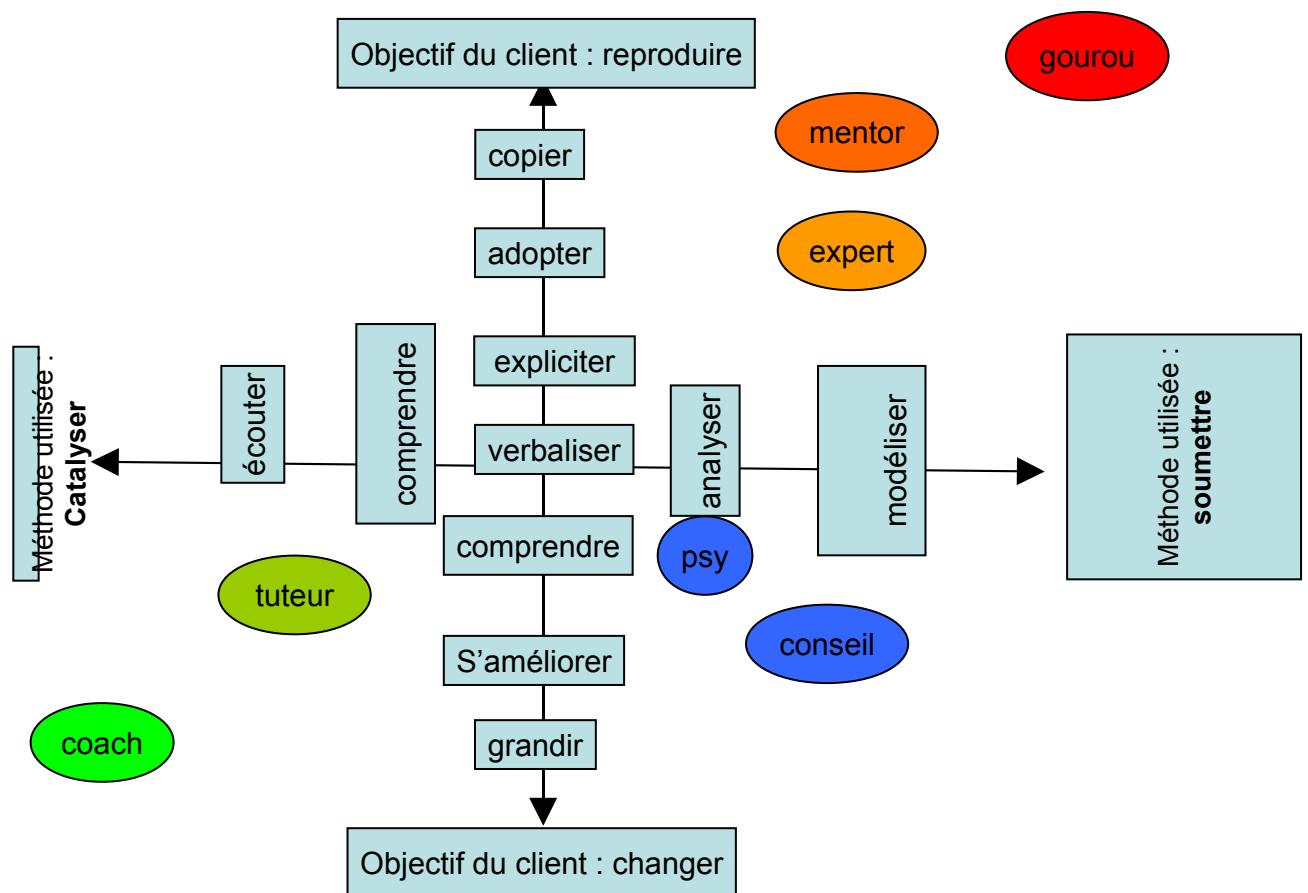 Objectif du client : reproduire
gourou
mentor
copier
adopter
expert
expliciter
comprendre
écouter
Méthode utilisée :
Catalyser
verbaliser
analyser
modéliser
Méthode utilisée :
soumettre
comprendre
psy
tuteur
conseil
S’améliorer
coach
grandir
Objectif du client : changer